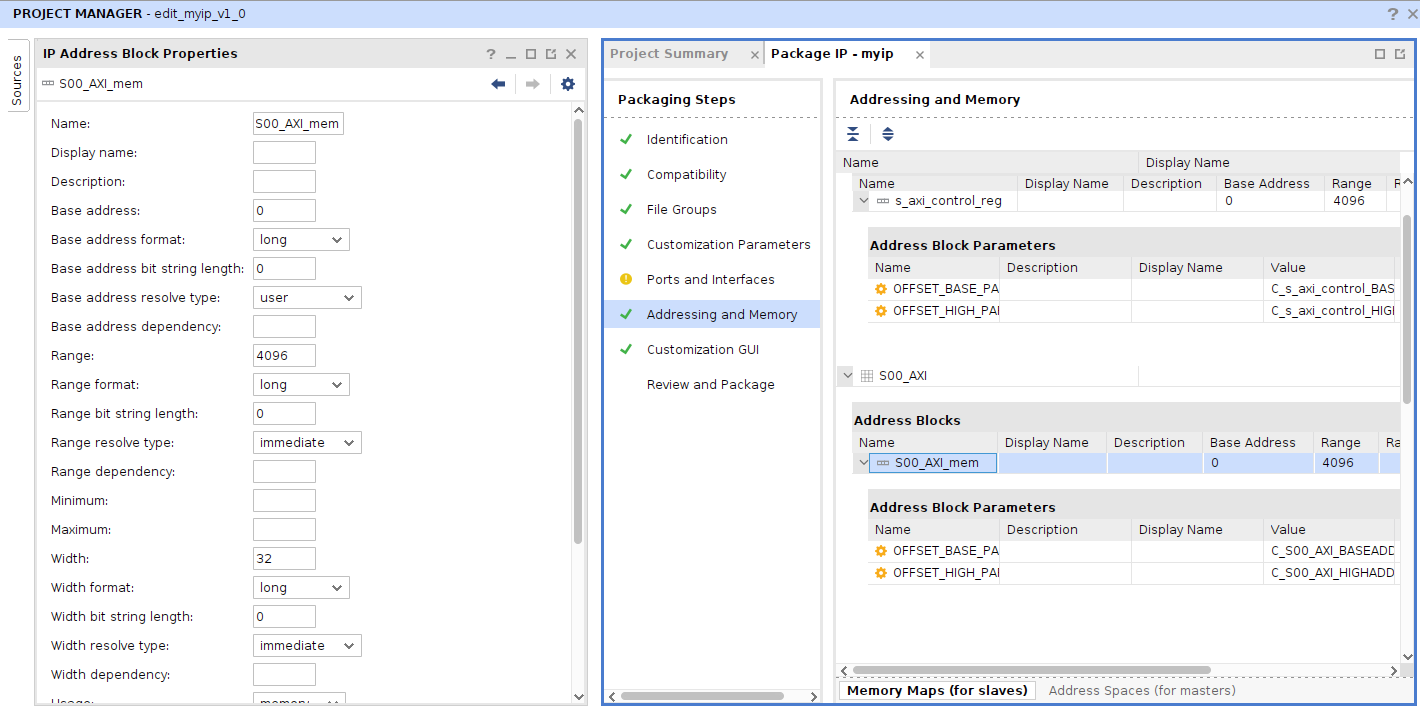 PROJECT MANAGER - edit_myip_v1_0
Sources
IP Address Block Properties
S00_AXI_mem
Name: S00_AXI_mem
Display name:
Description:
Base address: 0
Base address format: long
Base address bit string length: 0
Base address resolve type: user
Base address dependency:
Range: 4096
Range format: long
Range bit string length: 0
Range resolve type: immediate
Range dependency:
Minimum:
Maximum:
Width: 32
Width format: long
Width bit string length: 0
Width resolve type: immediate
Width dependency:
Usage: memory
Project Summary Package IP - myip
Packaging Steps
Identification
Compatibility
File Groups
Customization Parameters
Ports and Interfaces
Addressing and Memory
Customization GUI
Review and Package
Addressing and Memory
Name Display Name
Name Display Name Description Base Address Range R
s_axi_control_reg 0 4096
Address Block Parameters
Name Description Display Name Value
OFFSET_BASE_PA C_s_axi_control_BAS
OFFSET_HIGH_PA C_s_axi_control_HIG
S00_AXI
Address Blocks
Name Display Name Description Base Address Range Ra
S00_AXI_mem 0 4096
Address Block Parameters
Name Description Display Name Value
OFFSET_BASE_PA C_S00_AXI_BASEADD
OFFSET_HIGH_PA C_S00_AXI_HIGHADD
Memory Maps (for slaves) Address Spaces (for masters)